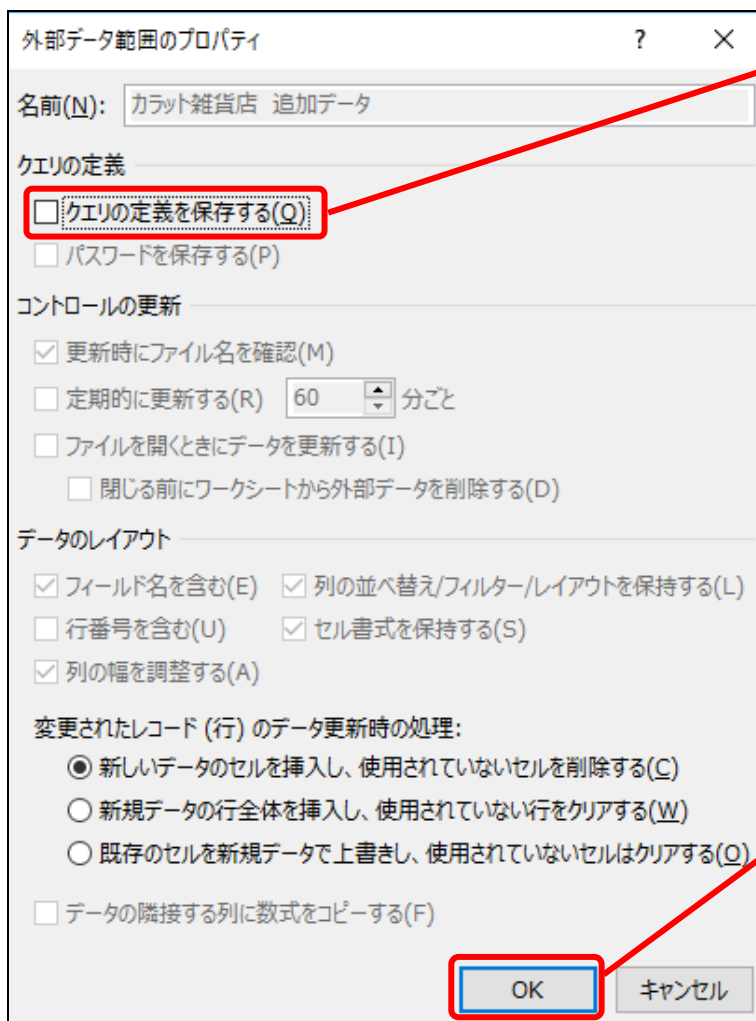 外部データ範囲のプロパティ ? ×
名前(N): カラット雑貨店 追加データ
クエリの定義
クエリの定義を保存する(Q)
パスワードを保存する(P)
コントロールの更新
更新時にファイル名を確認(M)
定期的に更新する(R) 60 分ごと
ファイルを開くときにデータを更新する(I)
閉じる前にワークシートから外部データを削除する(D)
データのレイアウト
フィールド名を含む(E) 列の並べ替え/フィルター/レイアウトを保持する(L)
行番号を含む(U) セル書式を保持する(S)
列の幅を調整する(A)
変更されたレコード (行) のデータ更新時の処理:
新しいデータのセルを挿入し、使用されていないセルを削除する(C)
新規データの行全体を挿入し、使用されていない行をクリアする(W)
既存のセルを新規データで上書きし、使用されていないセルはクリアする(O)
データの隣接する列に数式をコピーする(F)
OK キャンセル